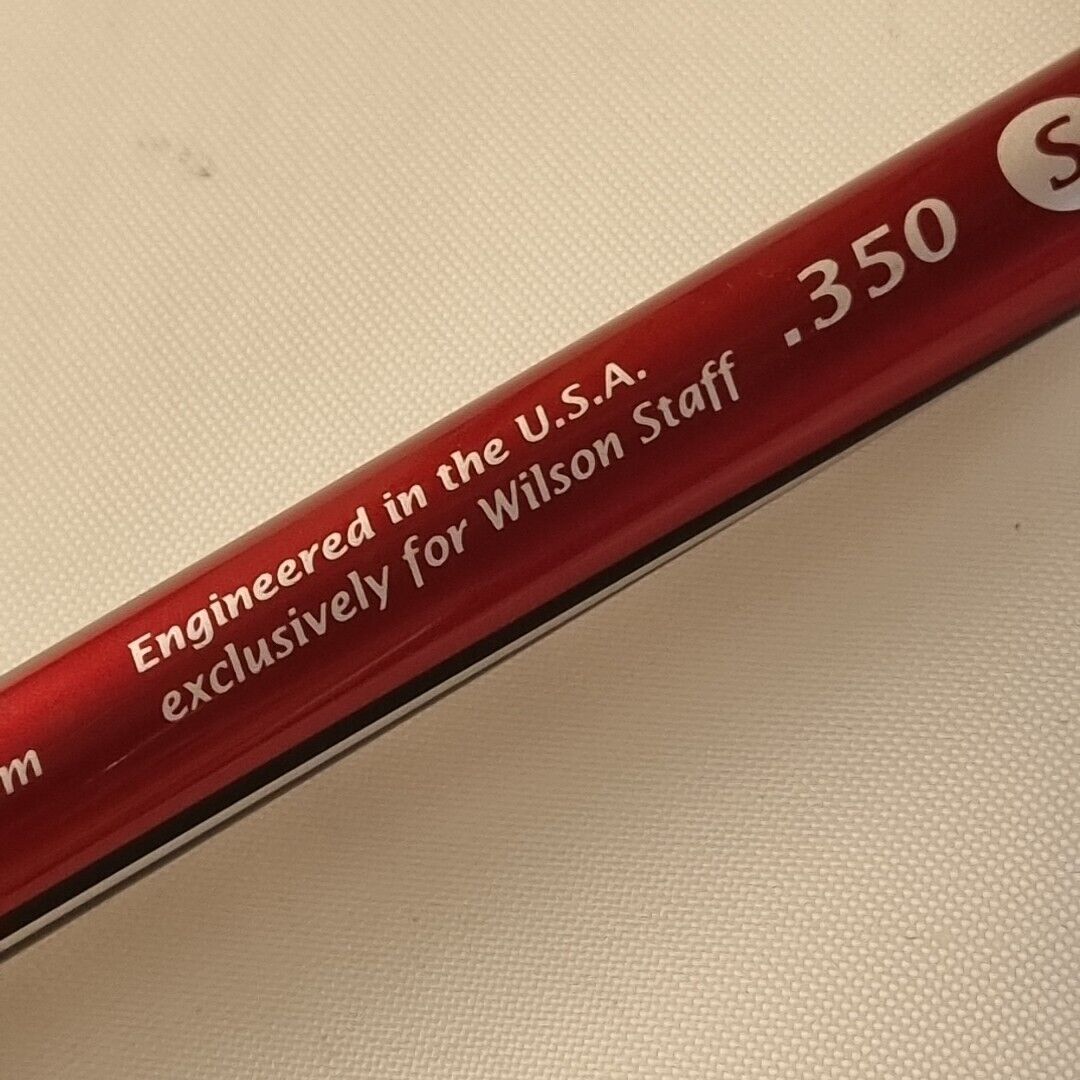 m
Engineered in the U.S.A.
exclusively for Wilson Staff
.350
S